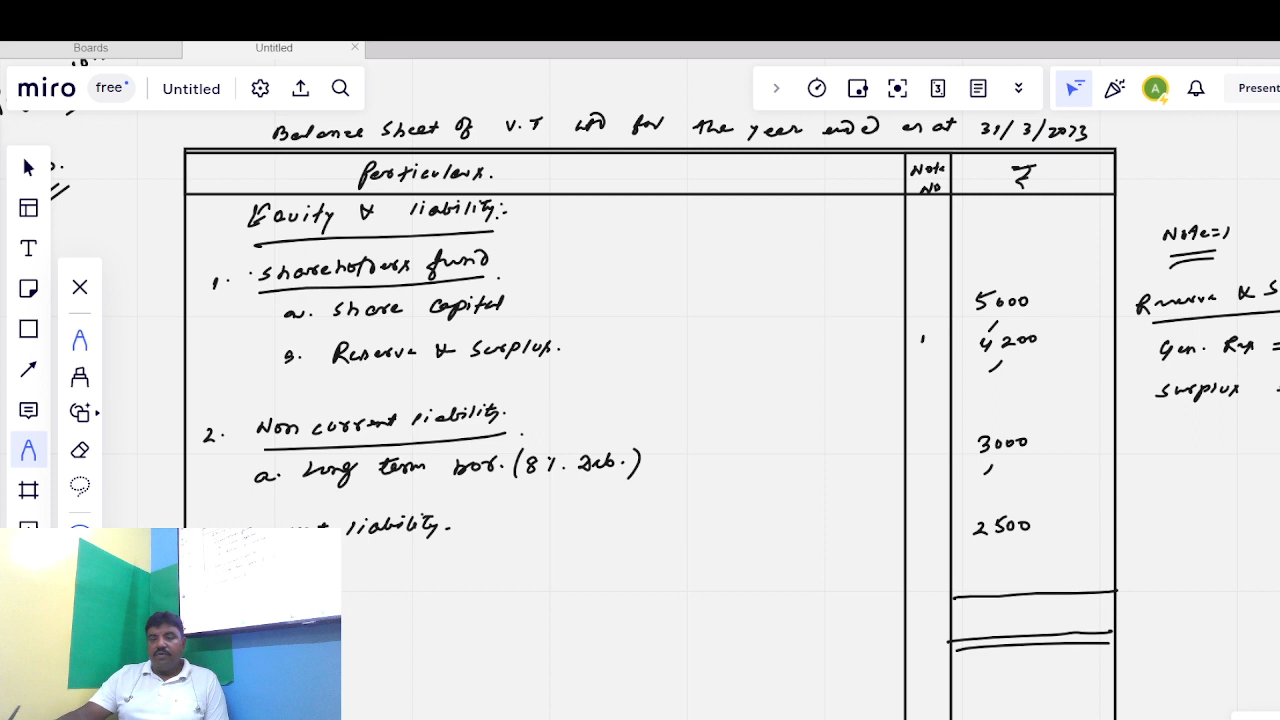 Boards
Untitled
miro free Untitled
3
A
Present
Balance Sheet of V.T LTD for the year ended as at 31/3/2023
Particulars.
Note No
₹
Equity & liability:-
1. Shareholders fund
a. Share Capital
5000
Reserve & Surplus.
1
4200
2. Non current liability.
a. Long term bor. (8%. Deb.)
3000
liability.
2500
Note=1
Reserve & S
Gen. =
Surplus